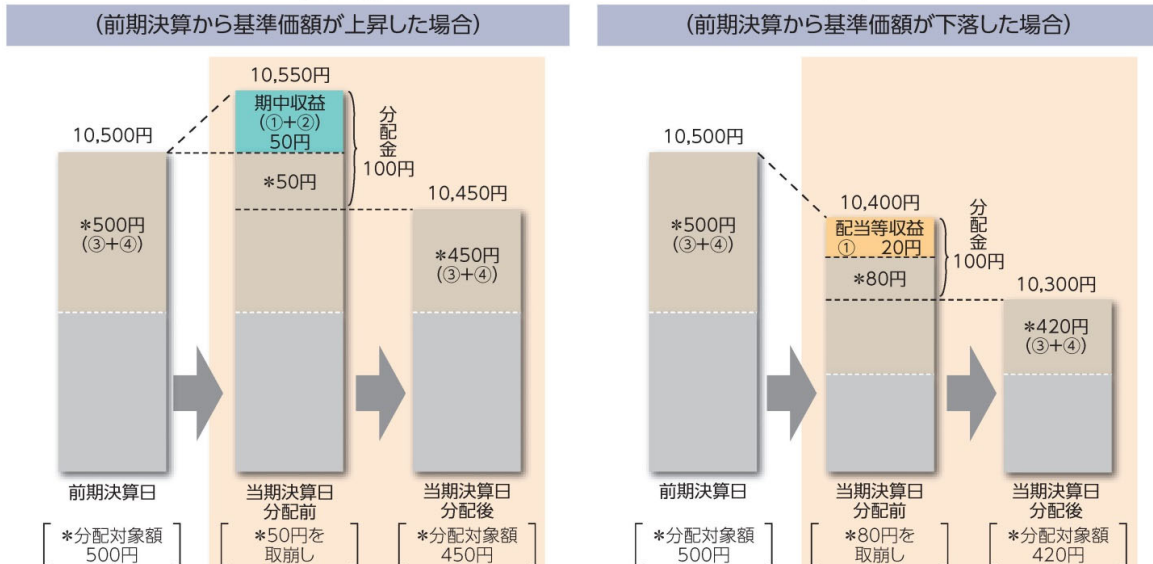 (前期決算から基準価額が上昇した場合)
10,550円
期中収益
(①+②)
50円
分配金
100円
10,500円
*50円
10,450円
*500円
(③+④)
*450円
(③+④)
前期決算日
当期決算日
分配前
当期決算日
分配後
*分配対象額
500円
*50円を
取崩し
*分配対象額
450円
(前期決算から基準価額が下落した場合)
10,500円
10,400円
配当等収益
① 20円
分配金
100円
*500円
(③+④)
*80円
10,300円
*420円
(③+④)
前期決算日
当期決算日
分配前
当期決算日
分配後
*分配対象額
500円
*80円を
取崩し
*分配対象額
420円